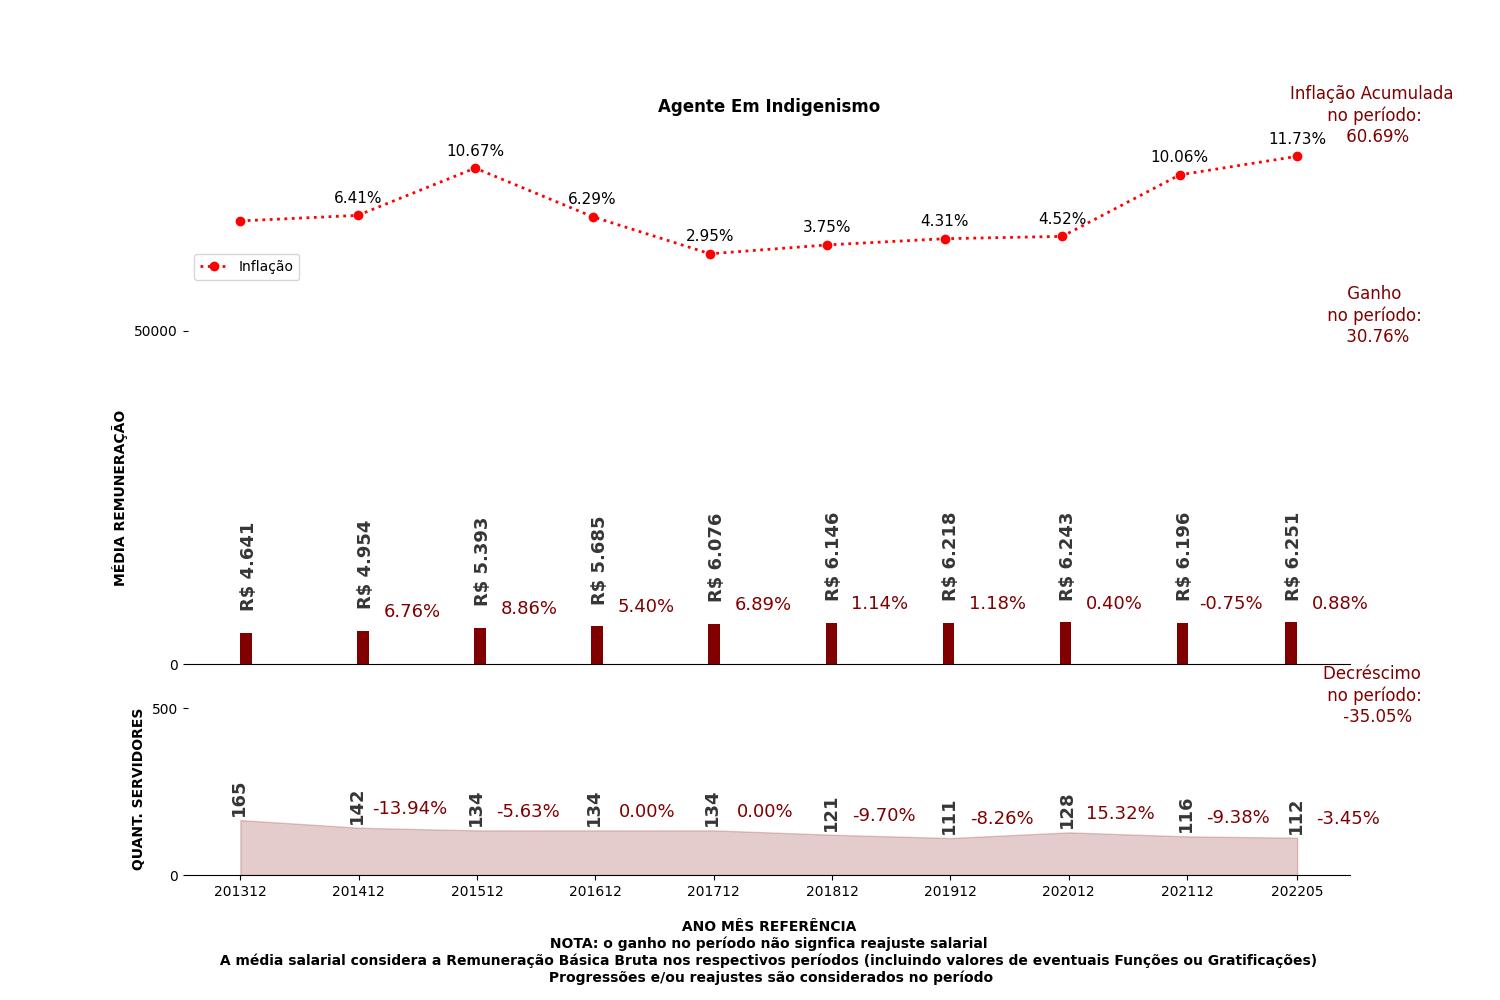 Agente Em Indigenismo
Inflação Acumulada
no período:
60.69%
6.41%
10.67%
6.29%
2.95%
3.75%
4.31%
4.52%
10.06%
11.73%
Inflação
Ganho
no período:
30.76%
50000
0
MÉDIA REMUNERAÇÃO
R$ 4.641
R$ 4.954
R$ 5.393
R$ 5.685
R$ 6.076
R$ 6.146
R$ 6.218
R$ 6.243
R$ 6.196
R$ 6.251
6.76%
8.86%
5.40%
6.89%
1.14%
1.18%
0.40%
-0.75%
0.88%
Decréscimo
no período:
-35.05%
500
0
QUANT. SERVIDORES
165
142
134
134
134
121
111
128
116
112
-13.94%
-5.63%
0.00%
0.00%
-9.70%
-8.26%
15.32%
-9.38%
-3.45%
201312
201412
201512
201612
201712
201812
201912
202012
202112
202205
ANO MÊS REFERÊNCIA
NOTA: o ganho no período não signfica reajuste salarial
A média salarial considera a Remuneração Básica Bruta nos respectivos períodos (incluindo valores de eventuais Funções ou Gratificações)
Progressões e/ou reajustes são considerados no período